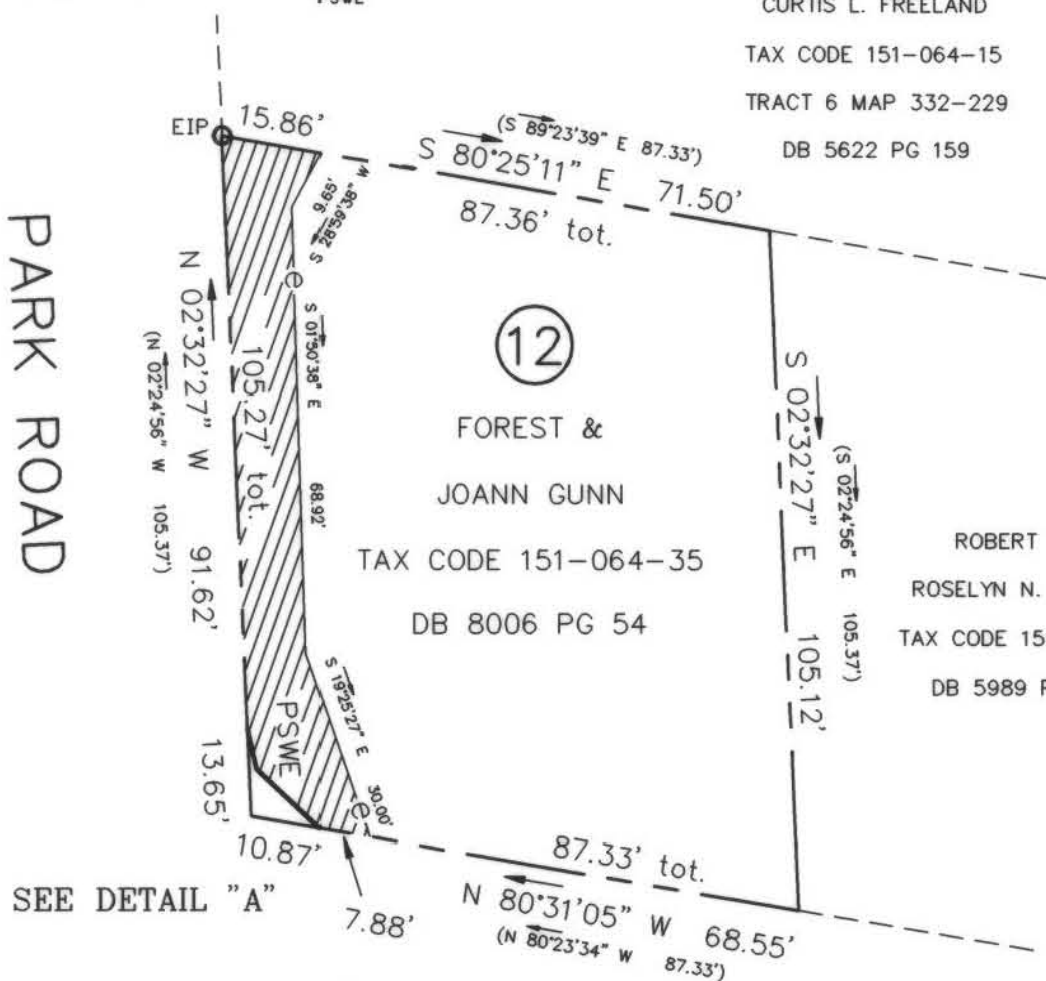 PSWE
CURTIS L. FREELAND
TAX CODE 151-064-15
TRACT 6 MAP 332-229
DB 5622 PG 159
EIP
15.86'
(S 89°23'39" E 87.33')
S 80°25'11" E 71.50'
87.36' tot.
9.65'
S 28°59'38" W
e
S 01°50'38" E
68.92'
PARK ROAD
N 02°32'27" W 91.62'
(N 02°24'56" W 105.37')
105.27' tot.
12
FOREST &
JOANN GUNN
TAX CODE 151-064-35
DB 8006 PG 54
S 02°32'27" E 105.12'
(S 02°24'56" E 105.37')
ROBERT
ROSELYN N.
TAX CODE 15
DB 5989
S 19°25'27" E
30.00'
PSWE
e
13.65'
10.87'
7.88'
SEE DETAIL "A"
87.33' tot.
N 80°31'05" W 68.55'
(N 80°23'34" W 87.33')